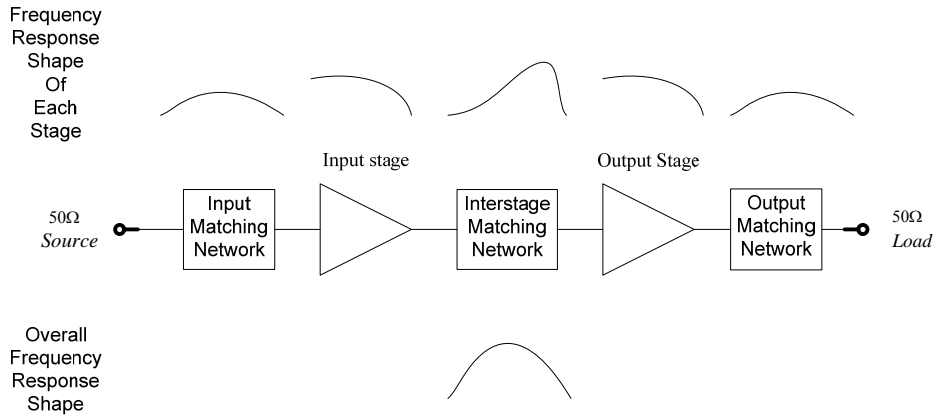 Frequency
Response
Shape
Of
Each
Stage
Input stage
Output Stage
50Ω
Source
Input
Matching
Network
Interstage
Matching
Network
Output
Matching
Network
50Ω
Load
Overall
Frequency
Response
Shape